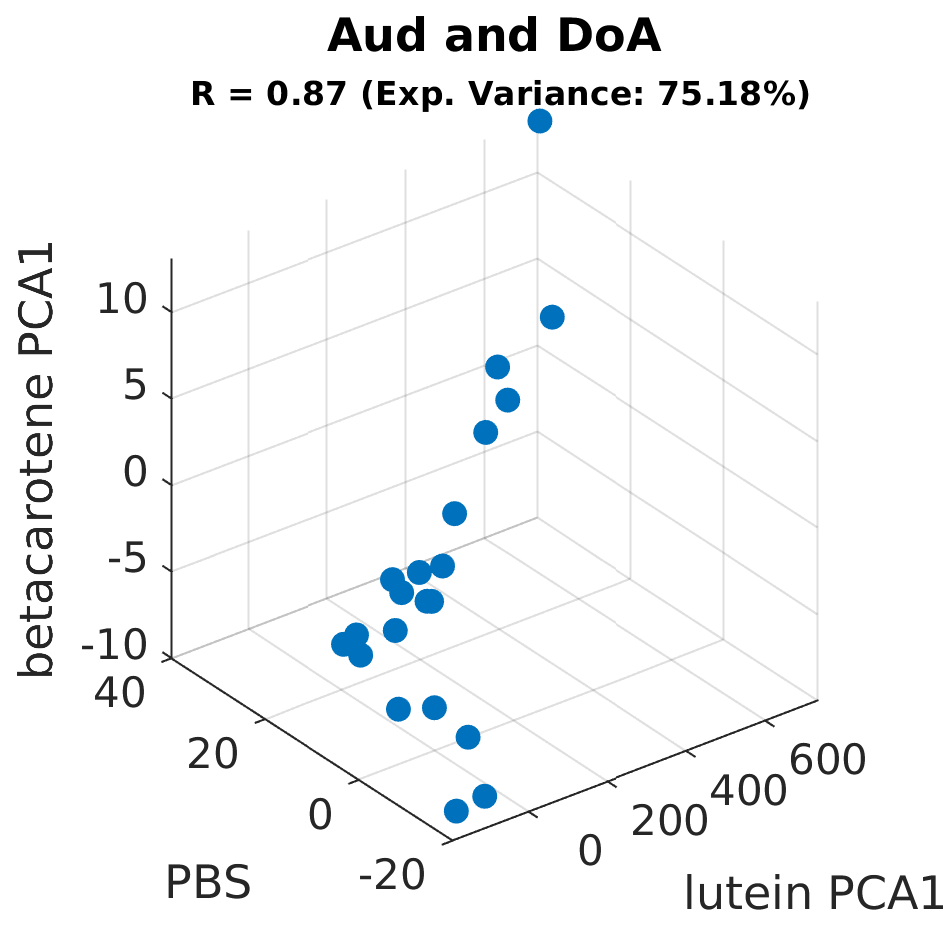 Aud and DoA
R = 0.87 (Exp. Variance: 75.18%)
betacarotene PCA1
10
5
0
-5
-10
40
20
0
-20
PBS
0
200
400
600
lutein PCA1